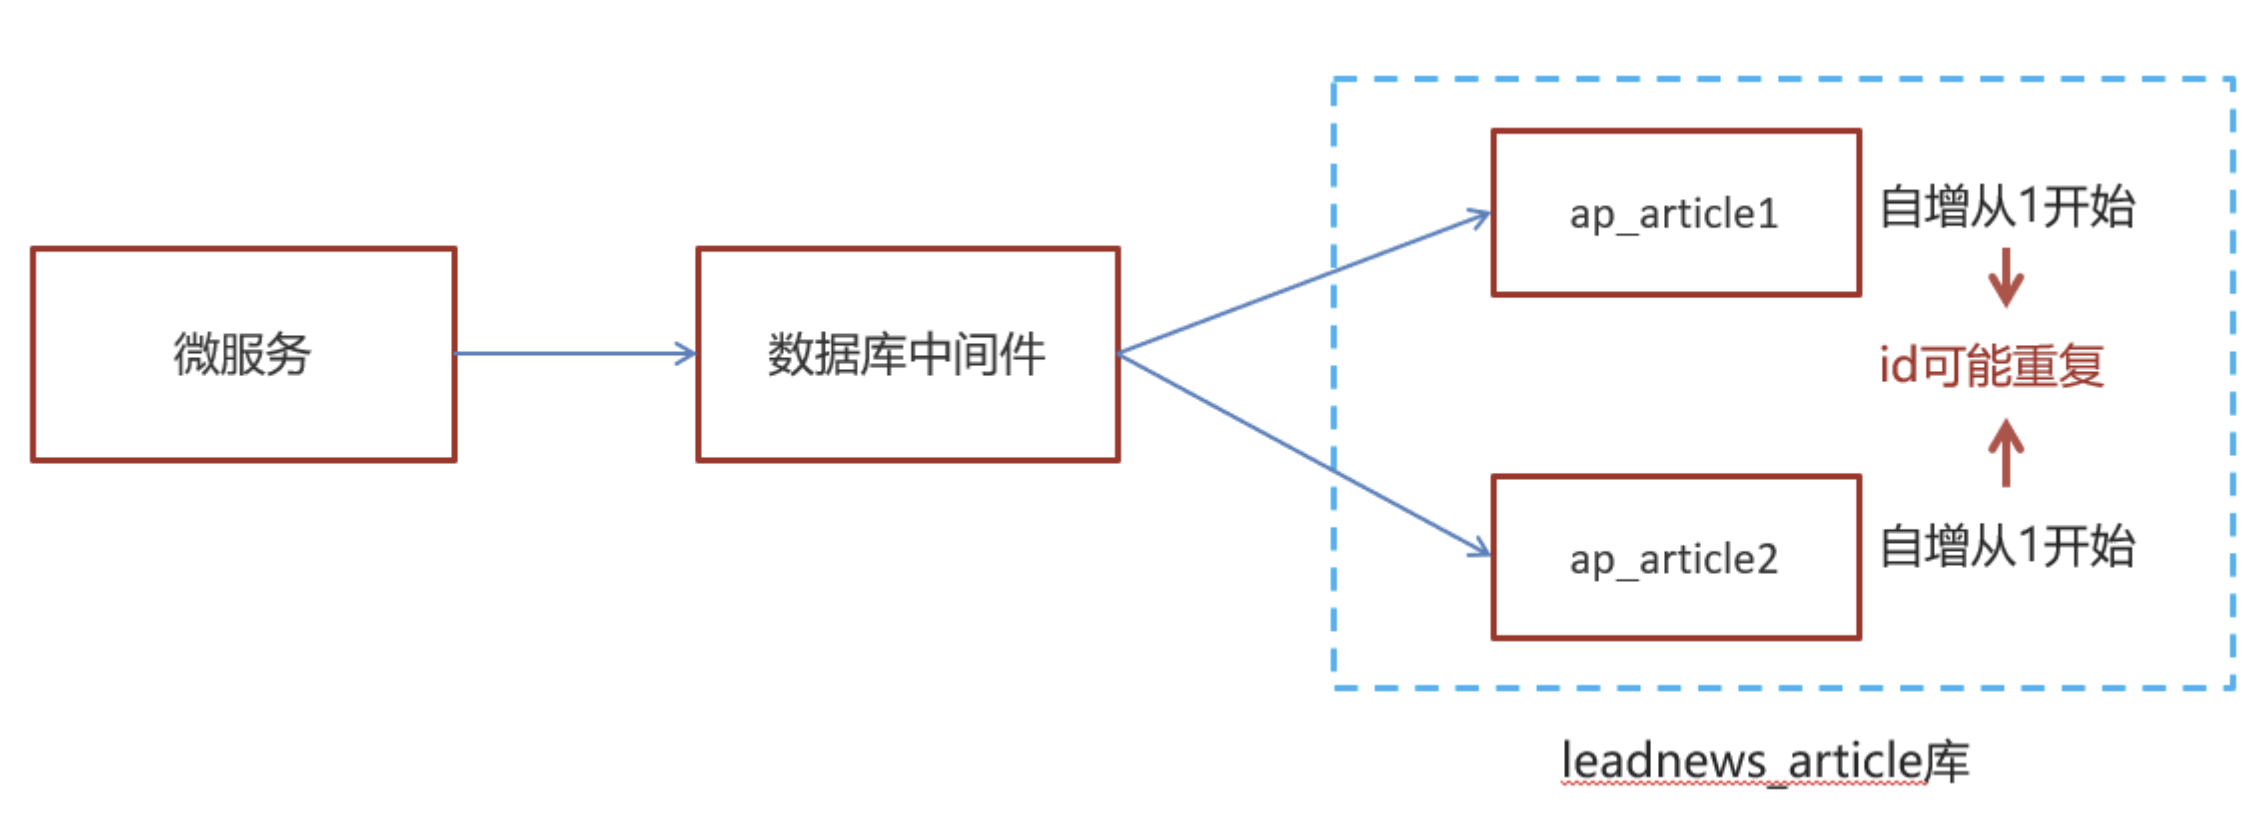 微服务
数据库中间件
ap_article1
自增从1开始
id可能重复
ap_article2
自增从1开始
leadnews_article库